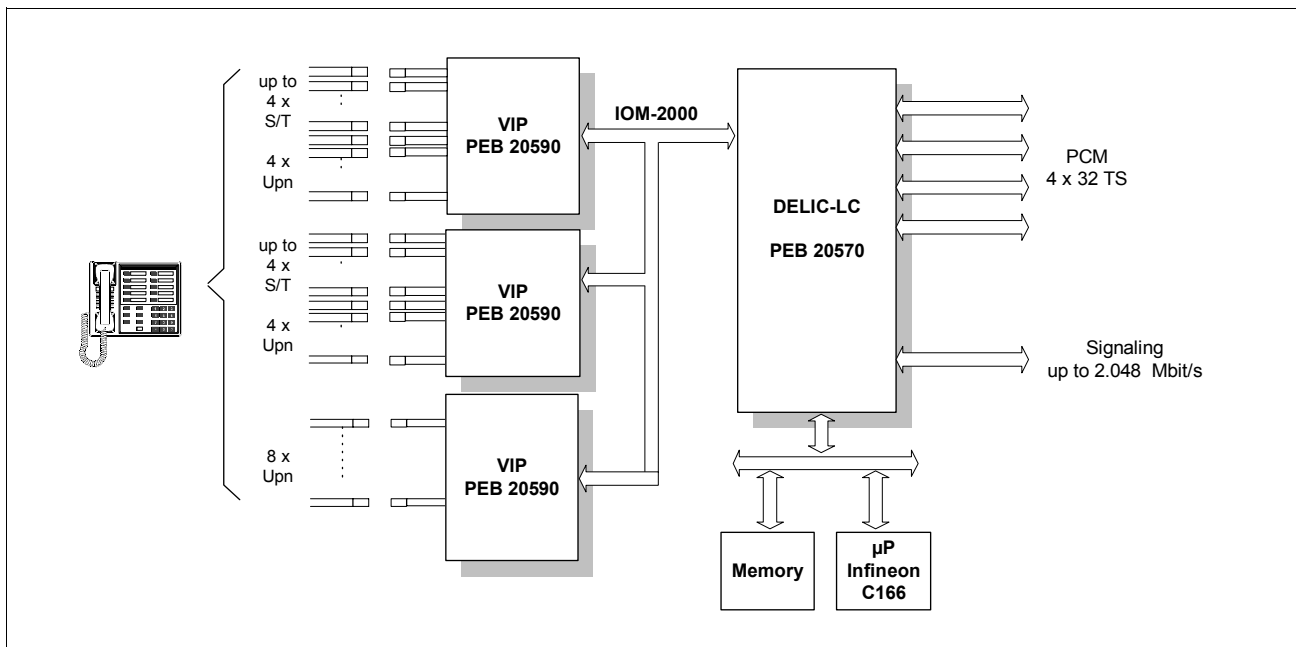 up to
4 x
S/T
4 x
Upn
VIP
PEB 20590
IOM-2000
up to
4 x
S/T
4 x
Upn
VIP
PEB 20590
8 x
Upn
VIP
PEB 20590
DELIC-LC
PEB 20570
PCM
4 x 32 TS
Signaling
up to 2.048 Mbit/s
Memory
µP
Infineon
C166